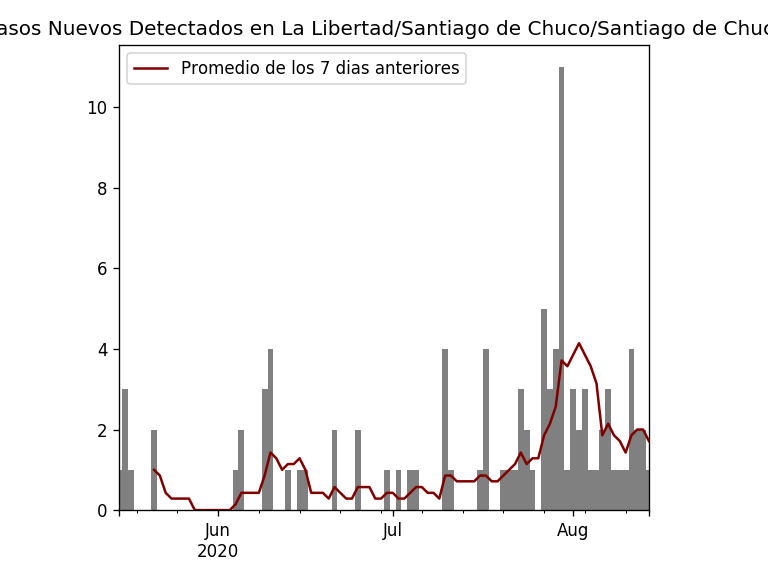 asos Nuevos Detectados en La Libertad/Santiago de Chuco/Santiago de Chuc
Promedio de los 7 dias anteriores
10
8
6
4
2
0
Jun
2020
Jul
Aug